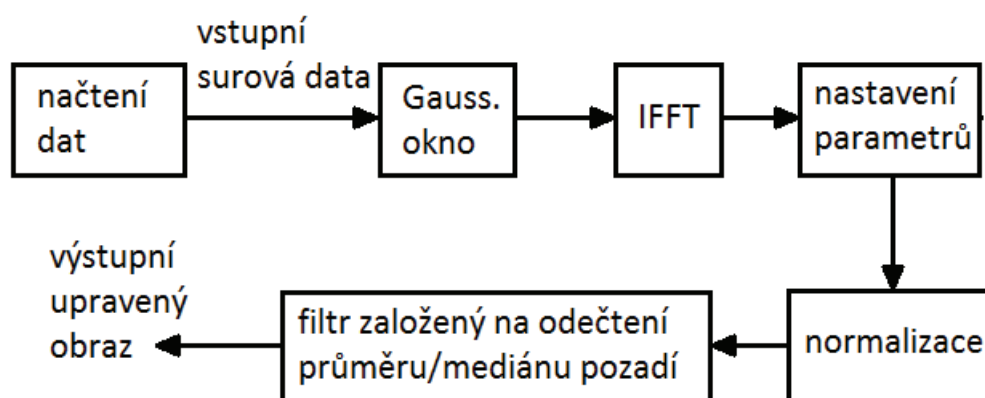 vstupní
surová data
načtení
dat
Gauss.
okno
IFFT
nastavení
parametrů
normalizace
filtr založený na odečtení
průměru/mediánu pozadí
výstupní
upravený
obraz